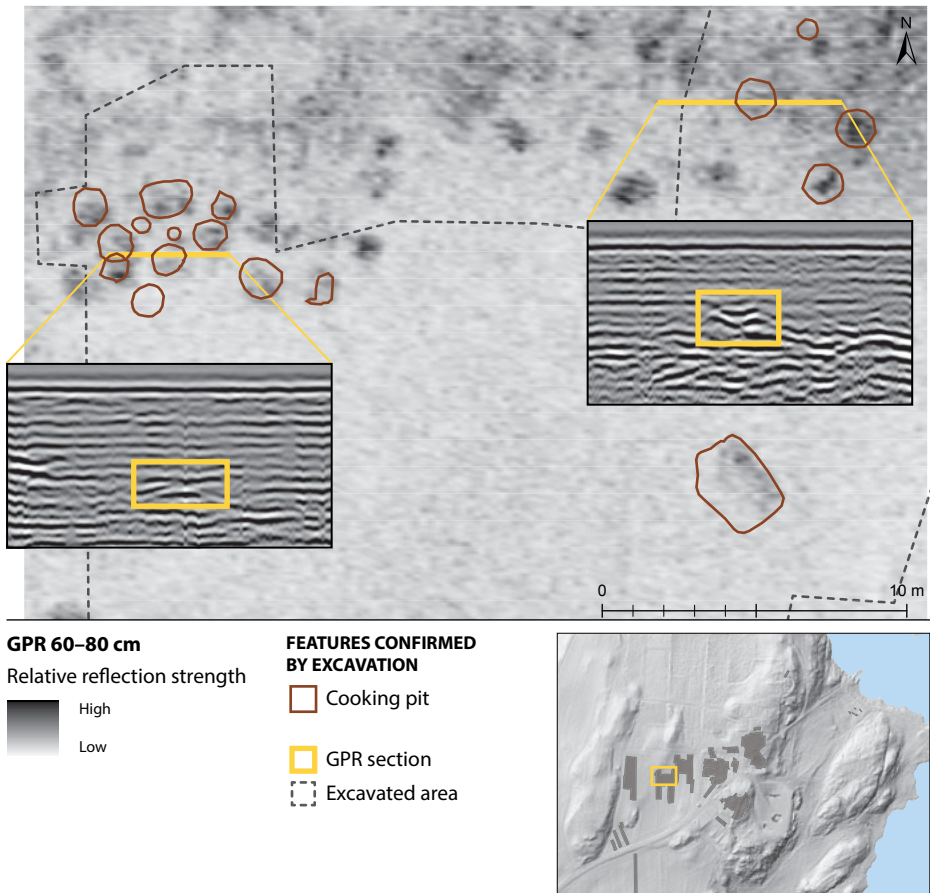 N
0
10 m
GPR 60–80 cm
Relative reflection strength
High
Low
FEATURES CONFIRMED
BY EXCAVATION
Cooking pit
GPR section
Excavated area